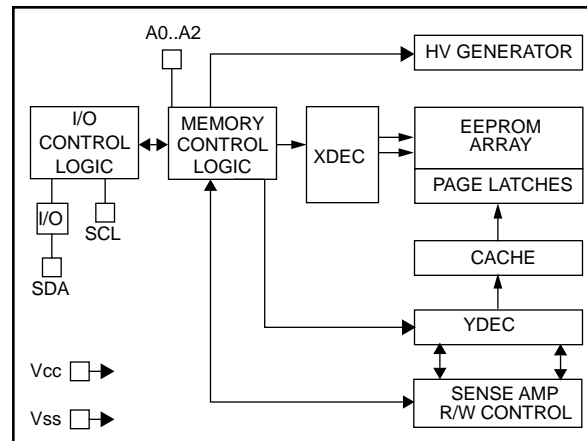 A0..A2
HV GENERATOR
I/O
CONTROL
LOGIC
MEMORY
CONTROL
LOGIC
XDEC
EEPROM
ARRAY
PAGE LATCHES
I/O
SCL
SDA
CACHE
YDEC
Vcc
SENSE AMP
R/W CONTROL
Vss